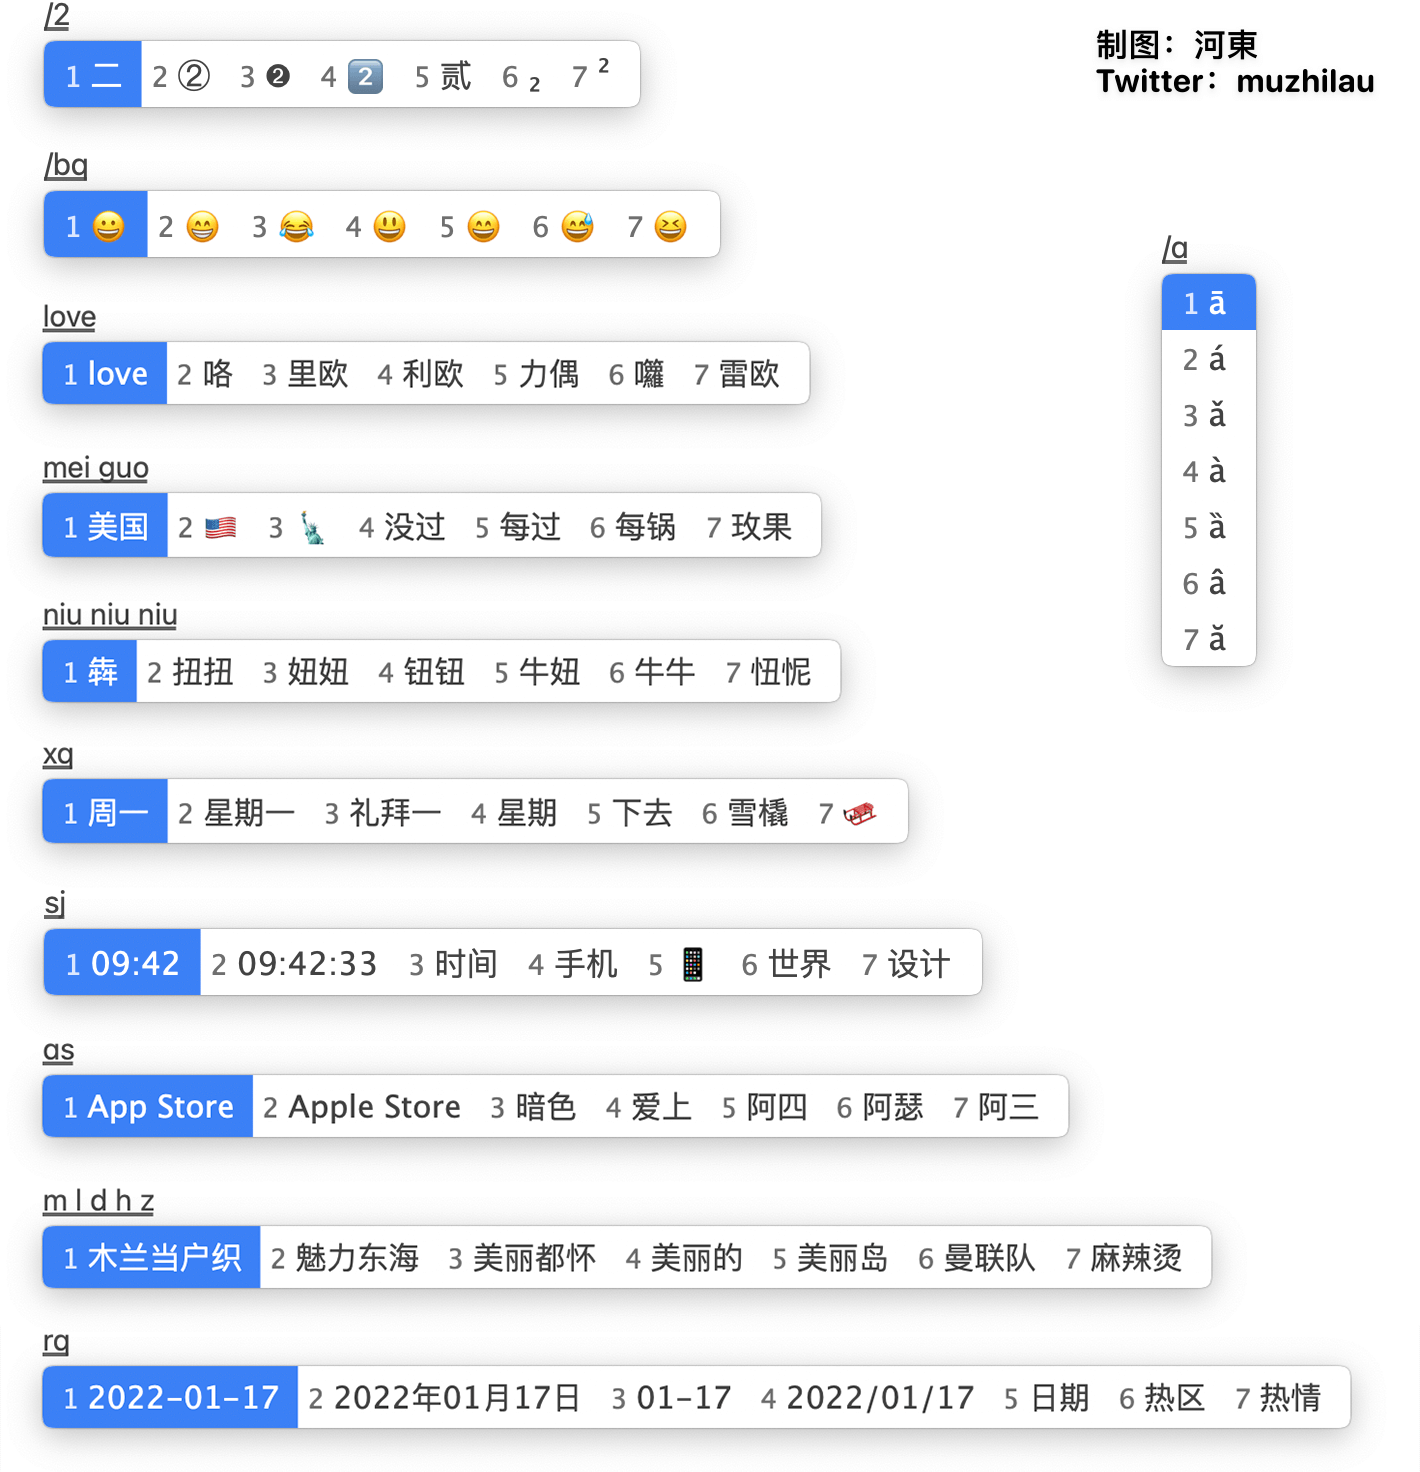 /2
1 二 2 ② 3 ❷ 4 2️⃣ 5 贰 6 ₂ 7 ²
制图：河東
Twitter：muzhilau
/bq
1 😀 2 😁 3 😂 4 😃 5 😄 6 😅 7 😆
love
1 love 2 咯 3 里欧 4 利欧 5 力偶 6 囖 7 雷欧
mei guo
1 美国 2 🇺🇸 3 🗽 4 没过 5 每过 6 每锅 7 玫果
niu niu niu
1 犇 2 扭扭 3 妞妞 4 钮钮 5 牛妞 6 牛牛 7 忸怩
xq
1 周一 2 星期一 3 礼拜一 4 星期 5 下去 6 雪橇 7 🛷
sj
1 09:42 2 09:42:33 3 时间 4 手机 5 📱 6 世界 7 设计
as
1 App Store 2 Apple Store 3 暗色 4 爱上 5 阿四 6 阿瑟 7 阿三
m l d h z
1 木兰当户织 2 魅力东海 3 美丽都怀 4 美丽的 5 美丽岛 6 曼联队 7 麻辣烫
rq
1 2022-01-17 2 2022年01月17日 3 01-17 4 2022/01/17 5 日期 6 热区 7 热情
/a
1 ā
2 á
3 ǎ
4 à
5 ȁ
6 â
7 ă